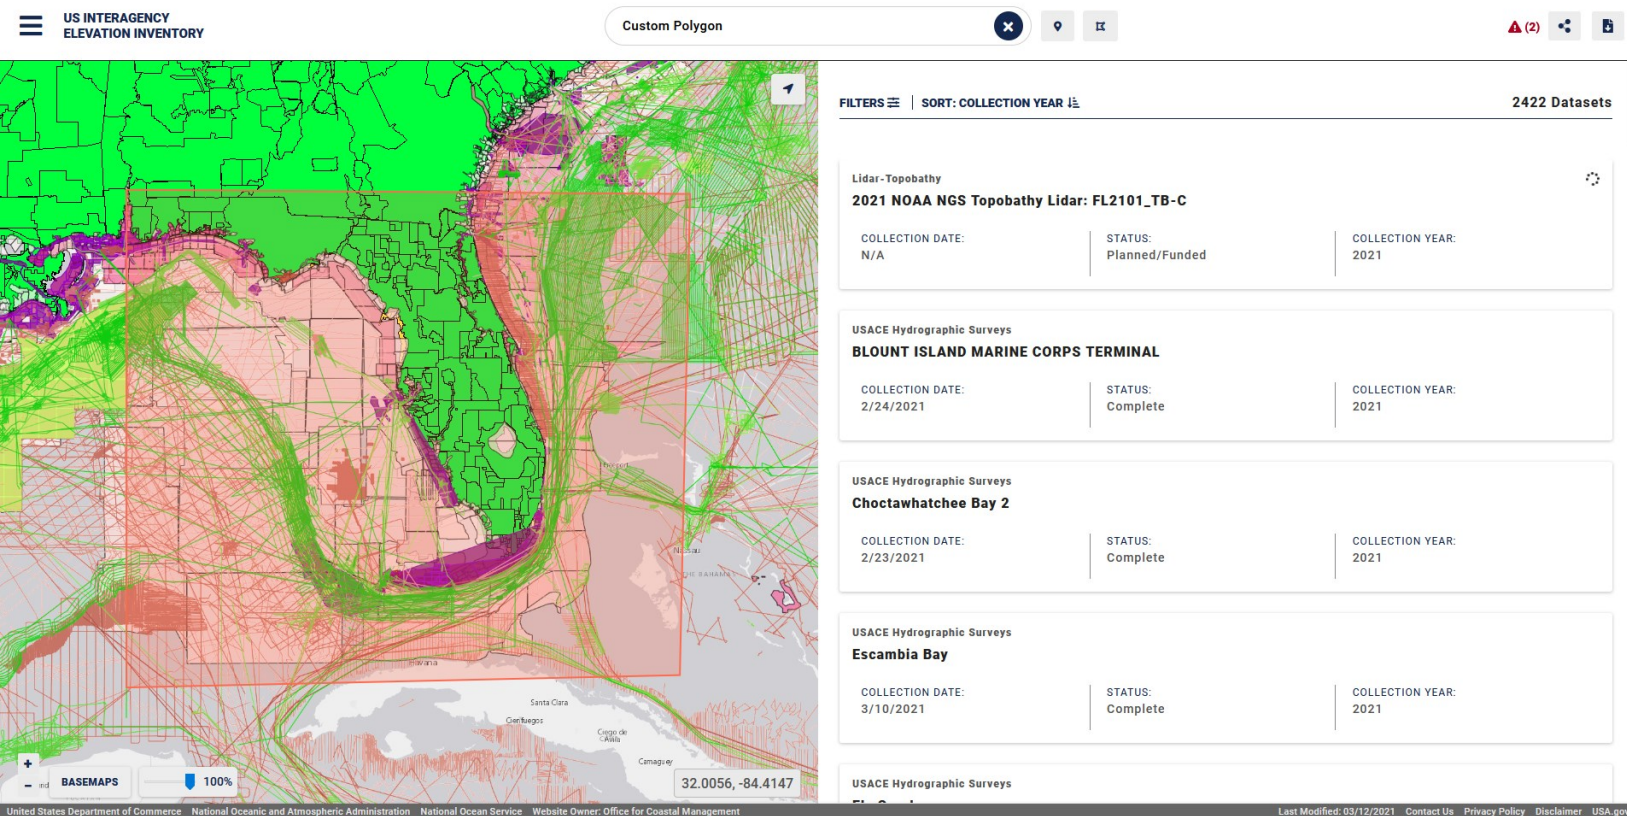 US INTERAGENCY
ELEVATION INVENTORY
Custom Polygon
(2)
FILTERS
SORT: COLLECTION YEAR
2422 Datasets
Lidar-Topobathy
2021 NOAA NGS Topobathy Lidar: FL2101_TB-C
COLLECTION DATE:
N/A
STATUS:
Planned/Funded
COLLECTION YEAR:
2021
USACE Hydrographic Surveys
BLOUNT ISLAND MARINE CORPS TERMINAL
COLLECTION DATE:
2/24/2021
STATUS:
Complete
COLLECTION YEAR:
2021
USACE Hydrographic Surveys
Choctawhatchee Bay 2
COLLECTION DATE:
2/23/2021
STATUS:
Complete
COLLECTION YEAR:
2021
USACE Hydrographic Surveys
Escambia Bay
COLLECTION DATE:
3/10/2021
STATUS:
Complete
COLLECTION YEAR:
2021
USACE Hydrographic Surveys
Nassau
Havana
Santa Clara
Cienfuegos
Ciego de
Avila
Camaguey
+
-
BASEMAPS
100%
32.0056, -84.4147
United States Department of Commerce National Oceanic and Atmospheric Administration National Ocean Service Website Owner: Office for Coastal Management
Last Modified: 03/12/2021 Contact Us Privacy Policy Disclaimer USA.gov